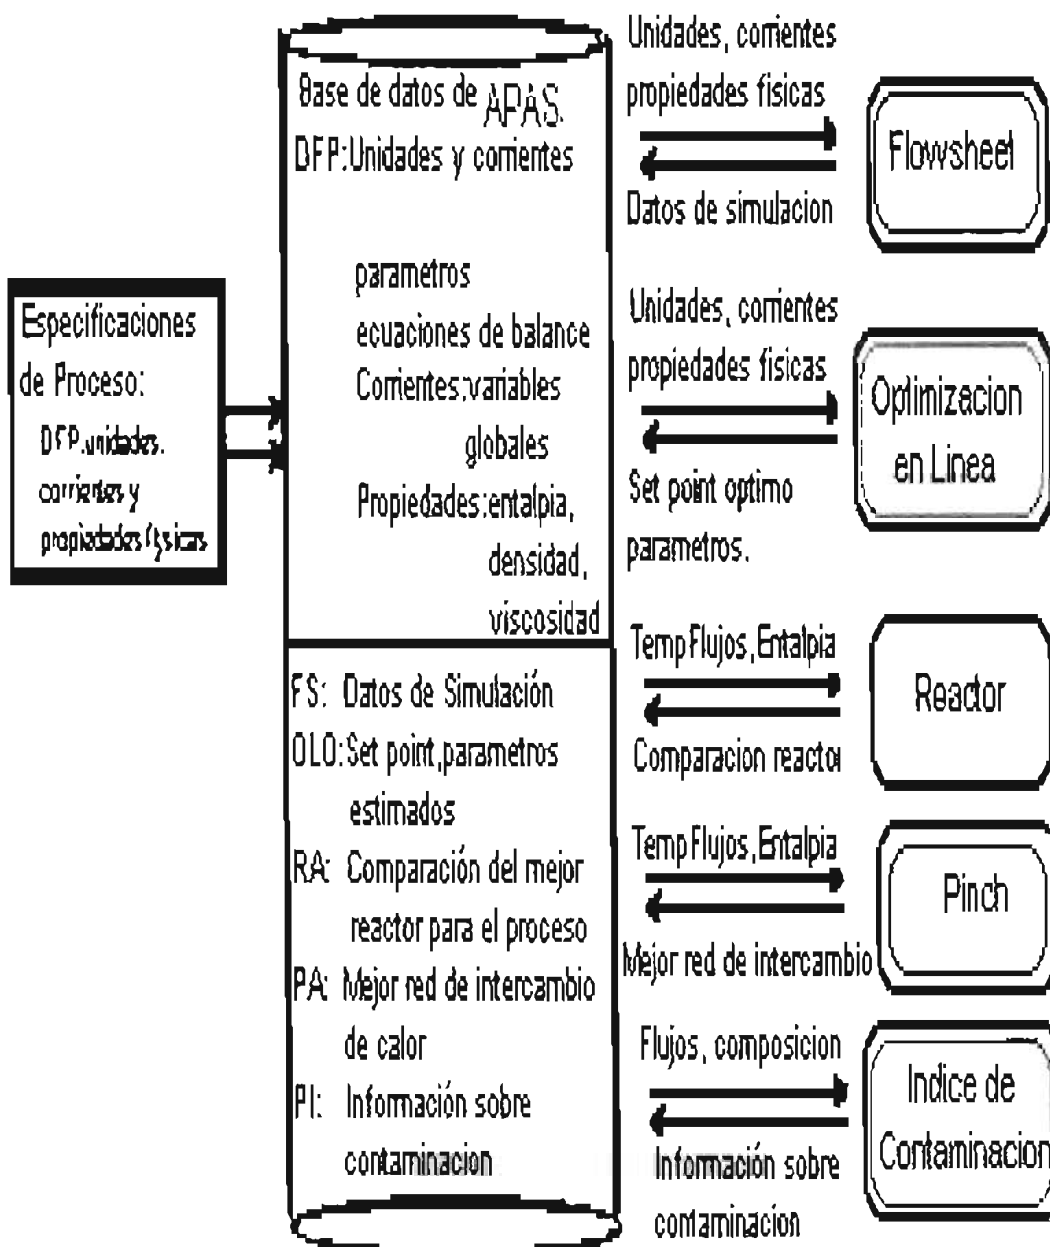 Especificaciones
de Proceso:
DFP:unidades.
corrientes y
propiedades físicas
Base de datos de APAS.
DFP:Unidades y corrientes
parametros
ecuaciones de balance
Corrientes:variables
globales
Propiedades:entalpia,
densidad,
viscosidad
FS: Datos de Simulación
OLO:Set point,parametros
estimados
RA: Comparación del mejor
reactor para el proceso
PA: Mejor red de intercambio
de calor
PI: Información sobre
contaminacion
Unidades, corrientes
propiedades fisicas
Datos de simulacion
Flowsheet
Unidades, corrientes
propiedades fisicas
Set point optimo
parametros.
Optimizacion
en Linea
Temp Flujos, Entalpia
Comparacion reactor
Reactor
Temp Flujos, Entalpia
Mejor red de intercambio
Pinch
Flujos, composicion
Información sobre
contaminacion
Indice de
Contaminacion